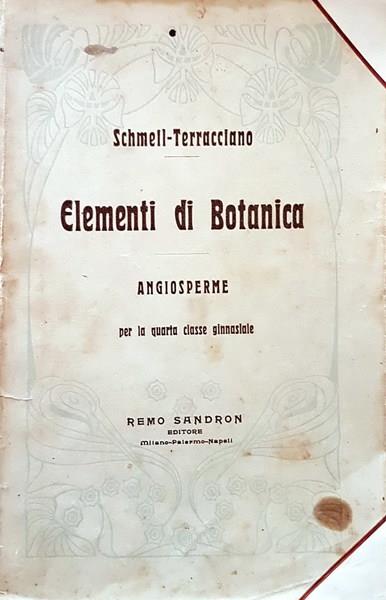 Schmeil-Terracciano
Elementi di Botanica
ANGIOSPERME
per la quarta classe ginnasiale
REMO SANDRON
EDITORE
Milano-Palermo-Napoli